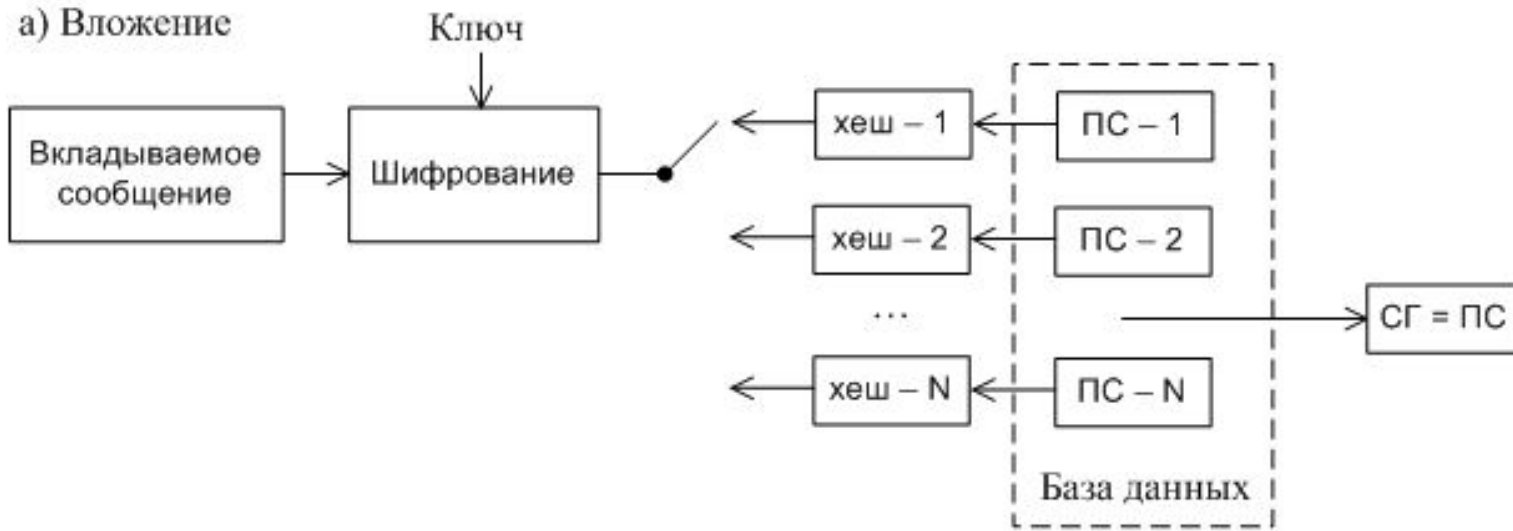 а) Вложение
Ключ
Вкладываемое
сообщение
Шифрование
хеш – 1
ПС – 1
хеш – 2
ПС – 2
...
СГ = ПС
хеш – N
ПС – N
База данных